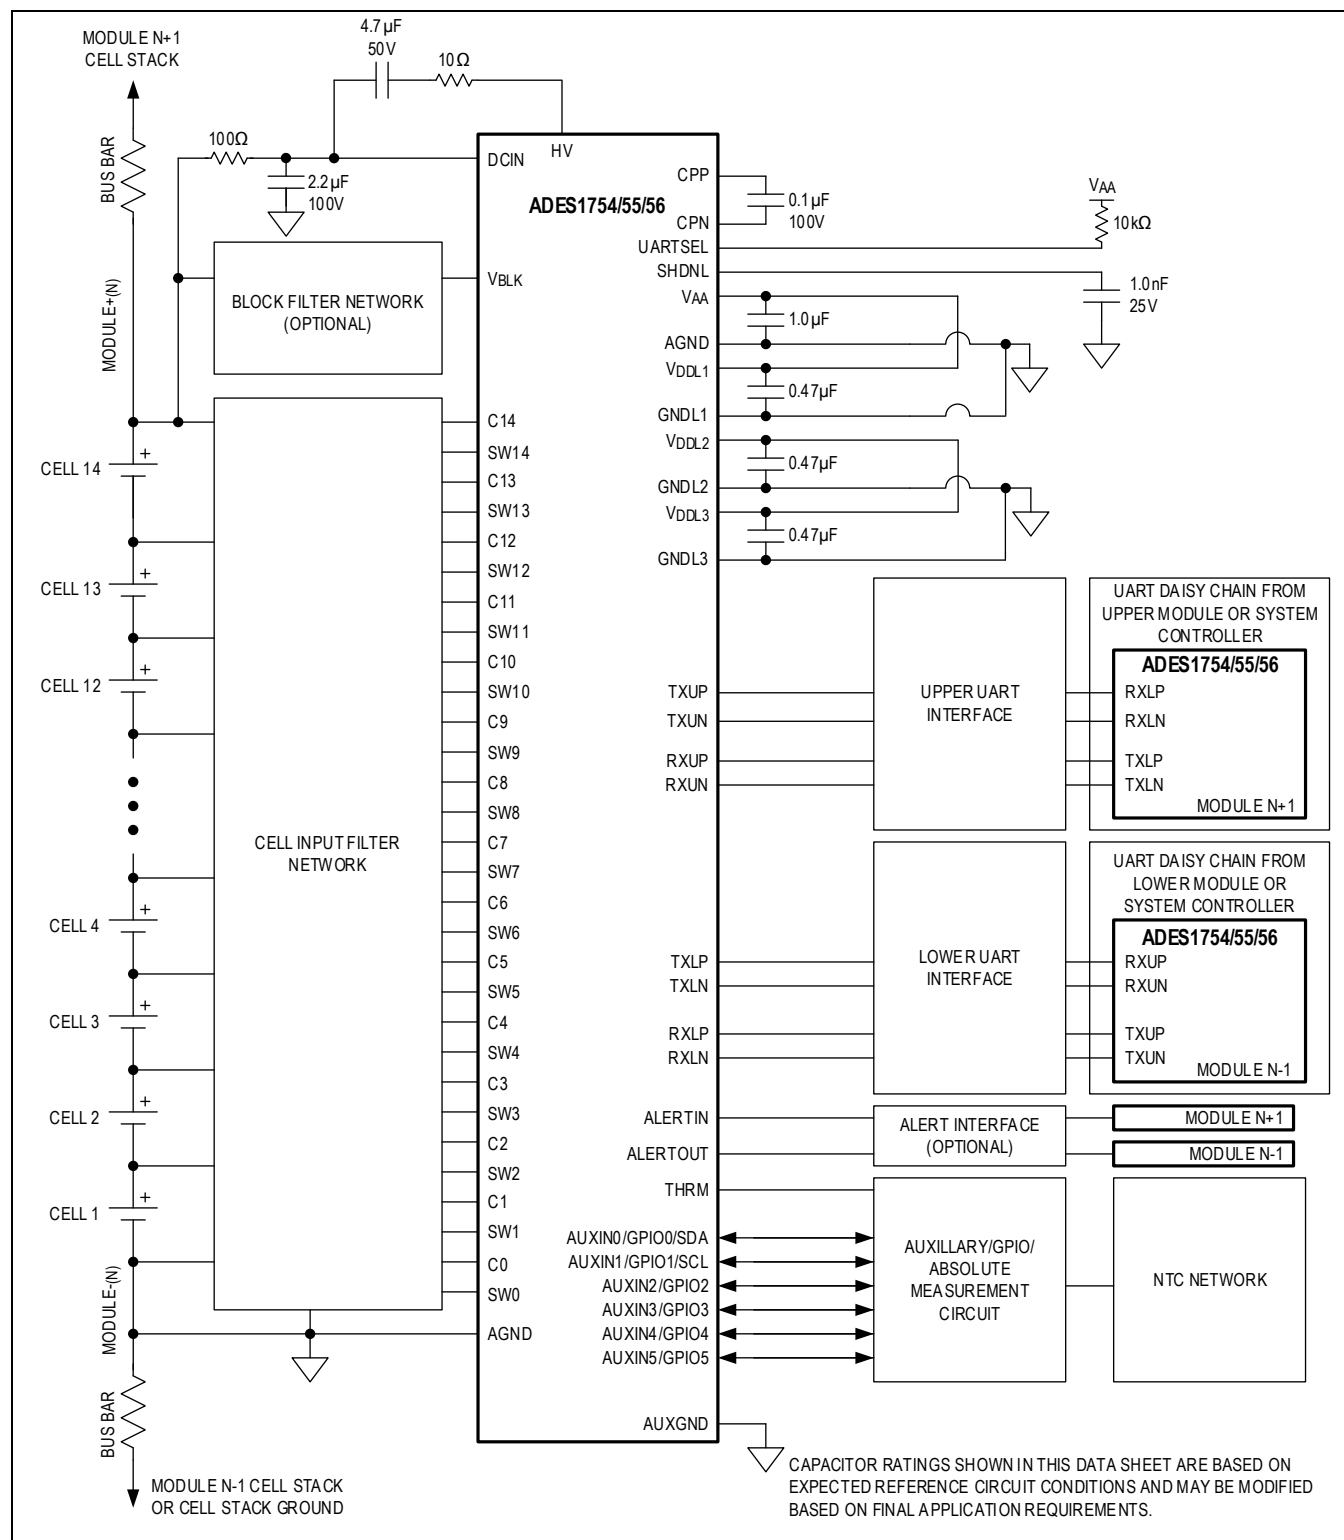 MODULE N+1
CELL STACK
4.7µF
50V
10Ω
BUS BAR
100Ω
2.2µF
100V
DCIN
HV
ADES1754/55/56
CPP
CPN
0.1µF
100V
UARTSEL
VAA
10kΩ
SHDNL
1.0nF
25V
MODULE+(N)
BLOCK FILTER NETWORK
(OPTIONAL)
VBLK
VAA
1.0µF
AGND
VDDL1
0.47µF
GNDL1
VDDL2
0.47µF
GNDL2
VDDL3
0.47µF
GNDL3
CELL 14
+
CELL 13
+
CELL 12
+
CELL 4
+
CELL 3
+
CELL 2
+
CELL 1
+
MODULE-(N)
BUS BAR
MODULE N-1 CELL STACK
OR CELL STACK GROUND
CELL INPUT FILTER
NETWORK
C14
SW14
C13
SW13
C12
SW12
C11
SW11
C10
SW10
C9
SW9
C8
SW8
C7
SW7
C6
SW6
C5
SW5
C4
SW4
C3
SW3
C2
SW2
C1
SW1
C0
SW0
AGND
TXUP
TXUN
RXUP
RXUN
UPPER UART
INTERFACE
UART DAISY CHAIN FROM
UPPER MODULE OR SYSTEM
CONTROLLER
ADES1754/55/56
RXLP
RXLN
TXLP
TXLN
MODULE N+1
TXLP
TXLN
RXLP
RXLN
LOWER UART
INTERFACE
UART DAISY CHAIN FROM
LOWER MODULE OR
SYSTEM CONTROLLER
ADES1754/55/56
RXUP
RXUN
TXUP
TXUN
MODULE N-1
ALERTIN
ALERTOUT
ALERT INTERFACE
(OPTIONAL)
MODULE N+1
MODULE N-1
THRM
AUXIN0/GPIO0/SDA
AUXIN1/GPIO1/SCL
AUXIN2/GPIO2
AUXIN3/GPIO3
AUXIN4/GPIO4
AUXIN5/GPIO5
AUXILLARY/GPIO/
ABSOLUTE
MEASUREMENT
CIRCUIT
NTC NETWORK
AUXGND
CAPACITOR RATINGS SHOWN IN THIS DATA SHEET ARE BASED ON
EXPECTED REFERENCE CIRCUIT CONDITIONS AND MAY BE MODIFIED
BASED ON FINAL APPLICATION REQUIREMENTS.